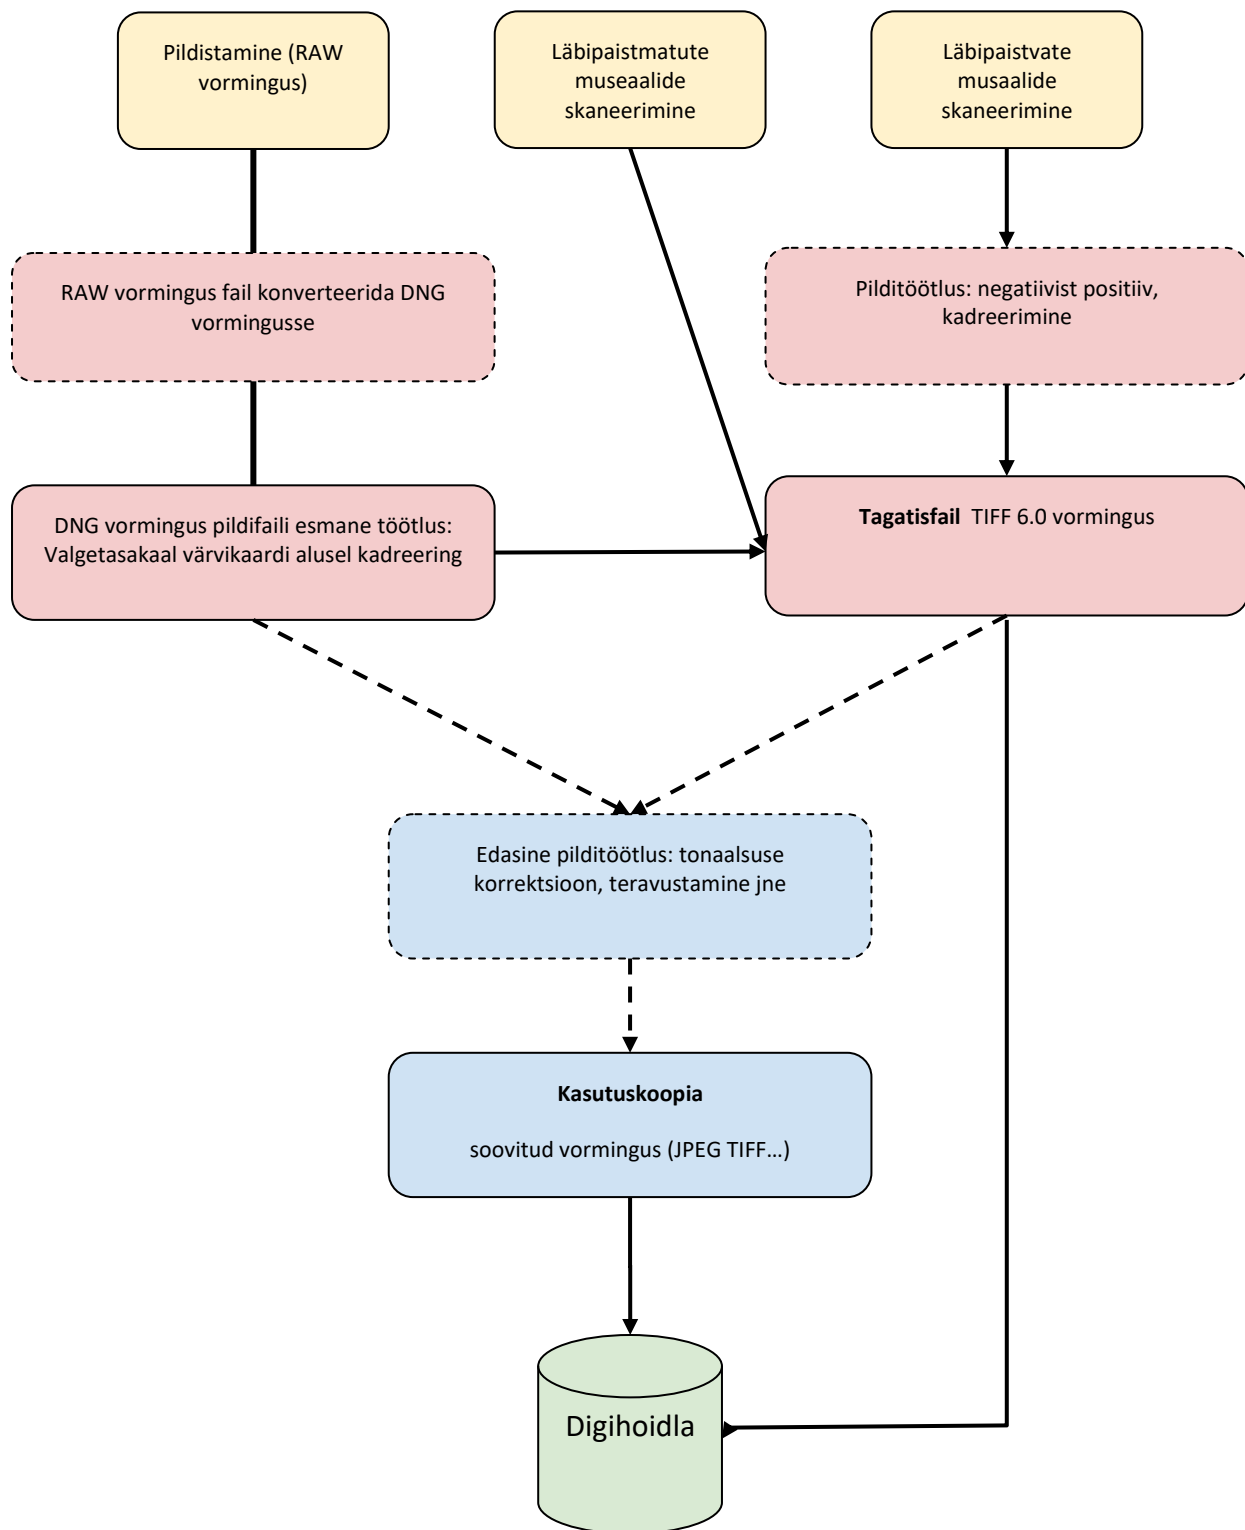 Pildistamine (RAW
vormingus)
Läbipaistmatute
museaalide
skaneerimine
Läbipaistvate
musaalide
skaneerimine
RAW vormingus fail konverteerida DNG
vormingusse
Pilditöötlus: negatiivist positiiv,
kadreerimine
DNG vormingus pildifaili esmane töötlus:
Valgetasakaal värvikaardi alusel kadreering
Tagatisfail TIFF 6.0 vormingus
Edasine pilditöötlus: tonaalsuse
korrektsioon, teravustamine jne
Kasutuskoopia
soovitud vormingus (JPEG TIFF...)
Digihoidla